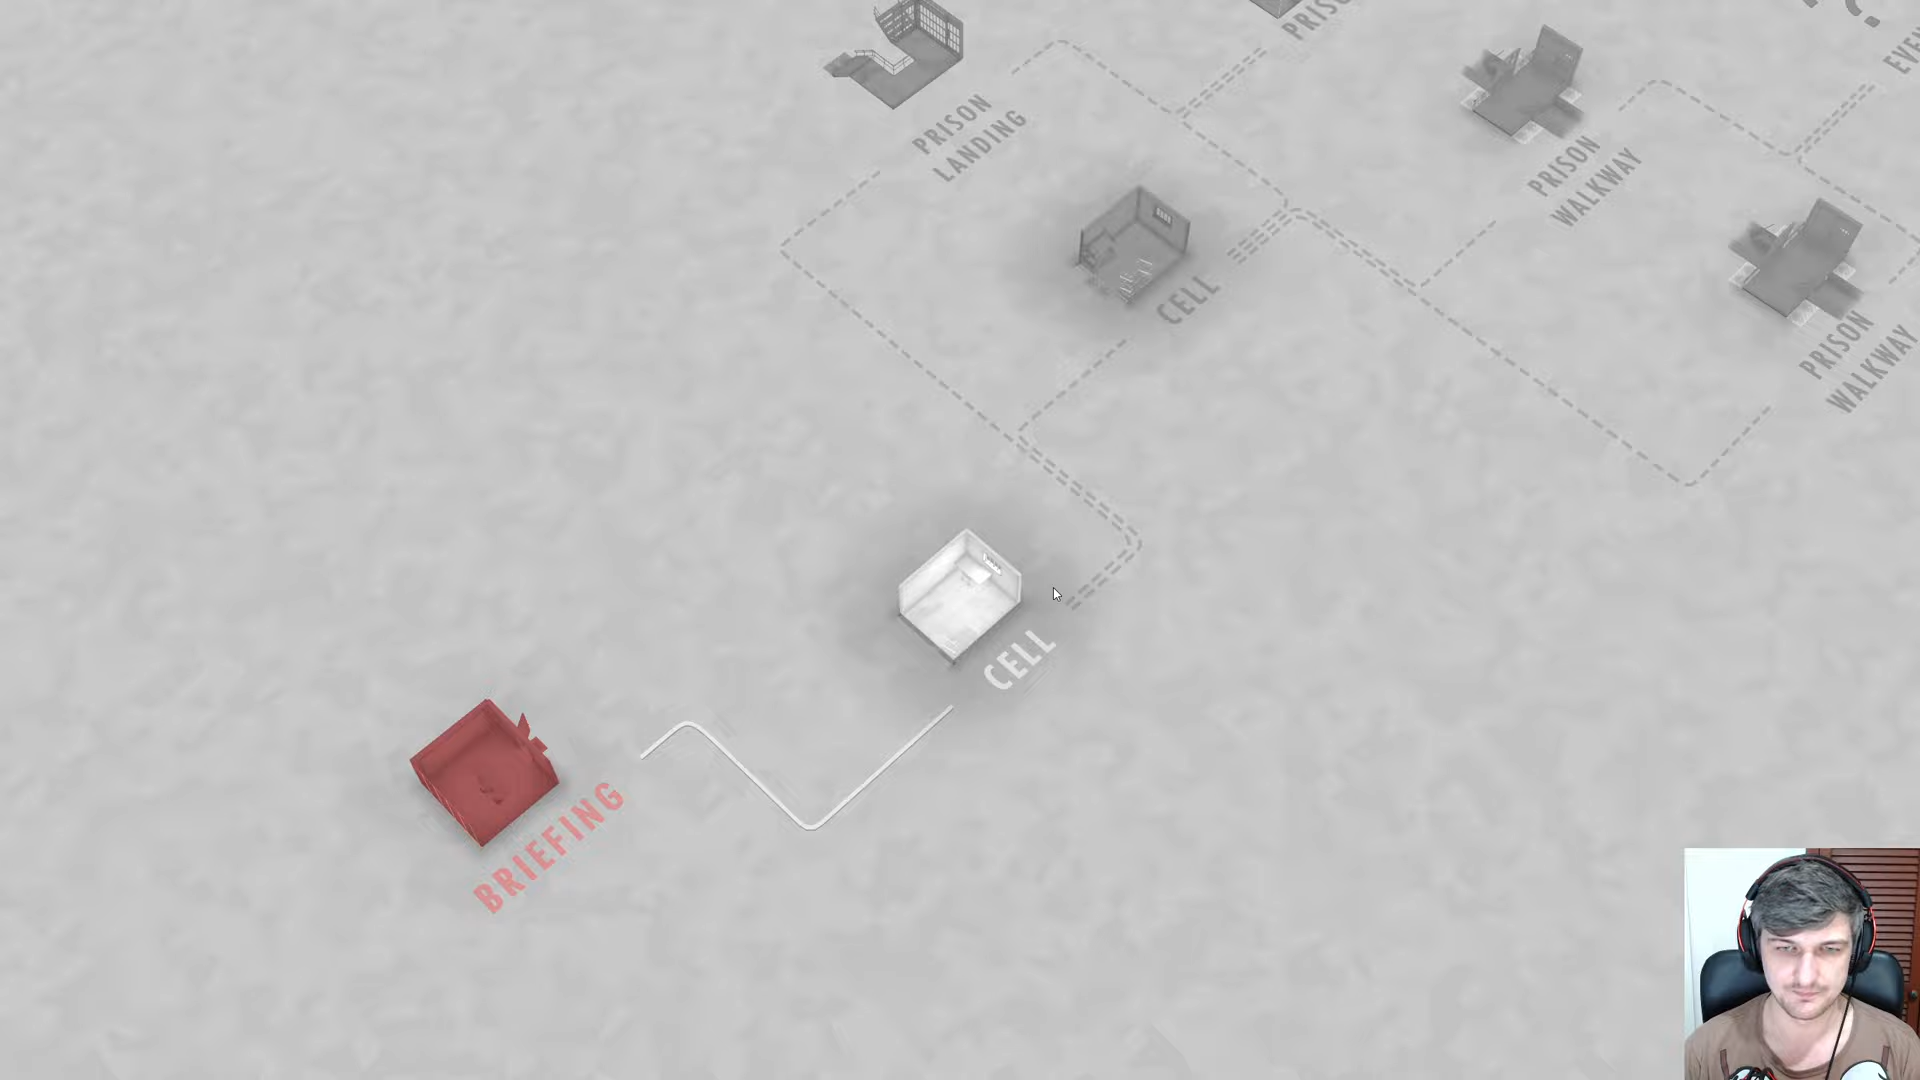 PRISON
LANDING
CELL
PRISON
WALKWAY
PRISON
WALKWAY
CELL
BRIEFING